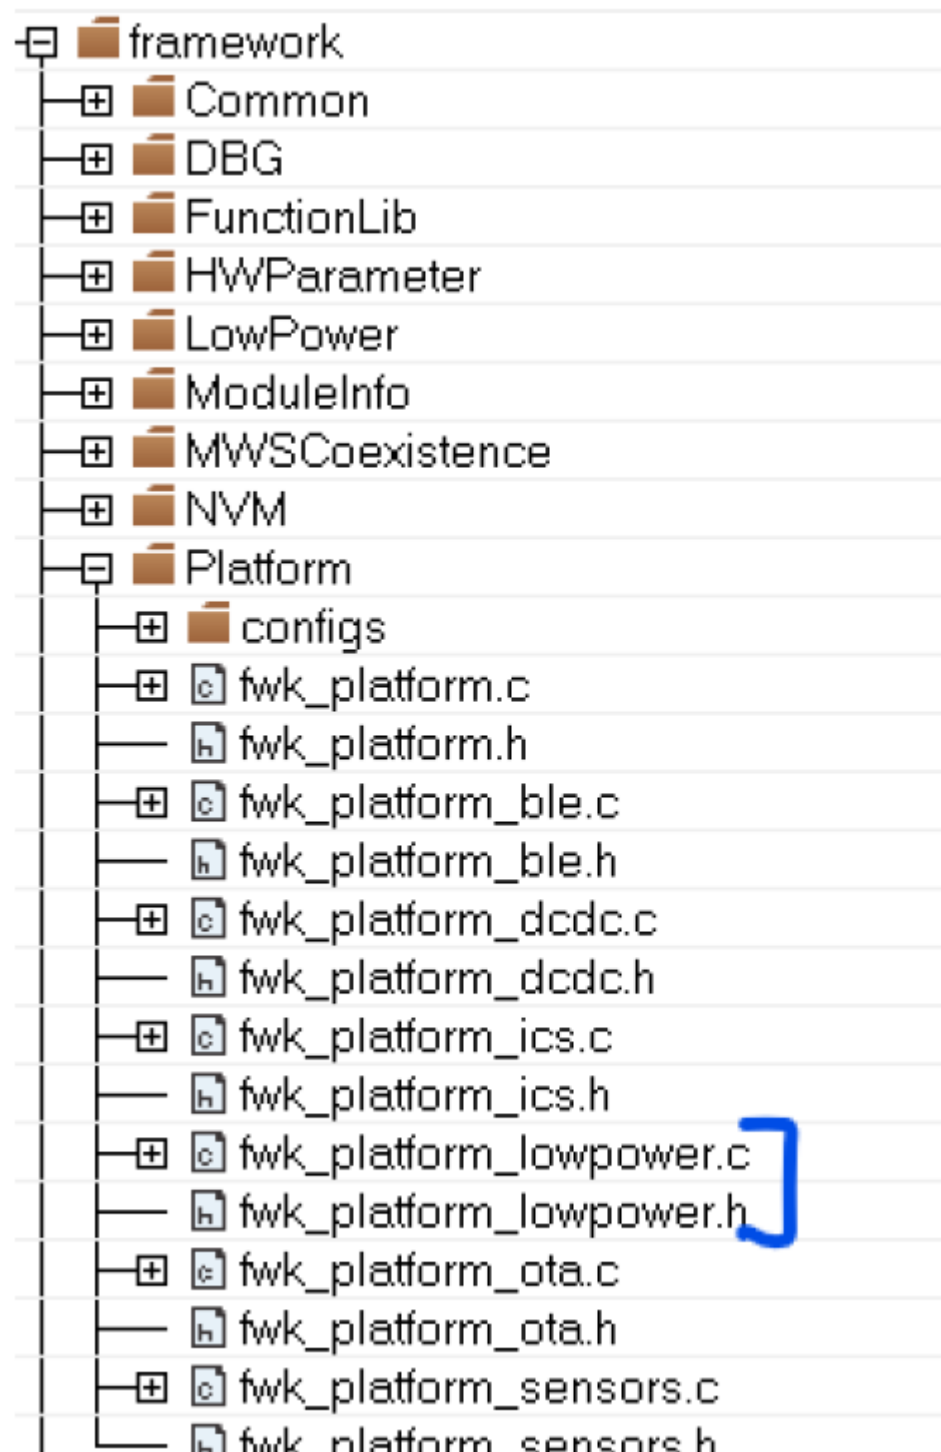 framework
Common
DBG
FunctionLib
HWParameter
LowPower
ModuleInfo
MWSCoexistence
NVM
Platform
configs
fwk_platform.c
fwk_platform.h
fwk_platform_ble.c
fwk_platform_ble.h
fwk_platform_dcdc.c
fwk_platform_dcdc.h
fwk_platform_ics.c
fwk_platform_ics.h
fwk_platform_lowpower.c
fwk_platform_lowpower.h
fwk_platform_ota.c
fwk_platform_ota.h
fwk_platform_sensors.c
fwk_platform_sensors.h